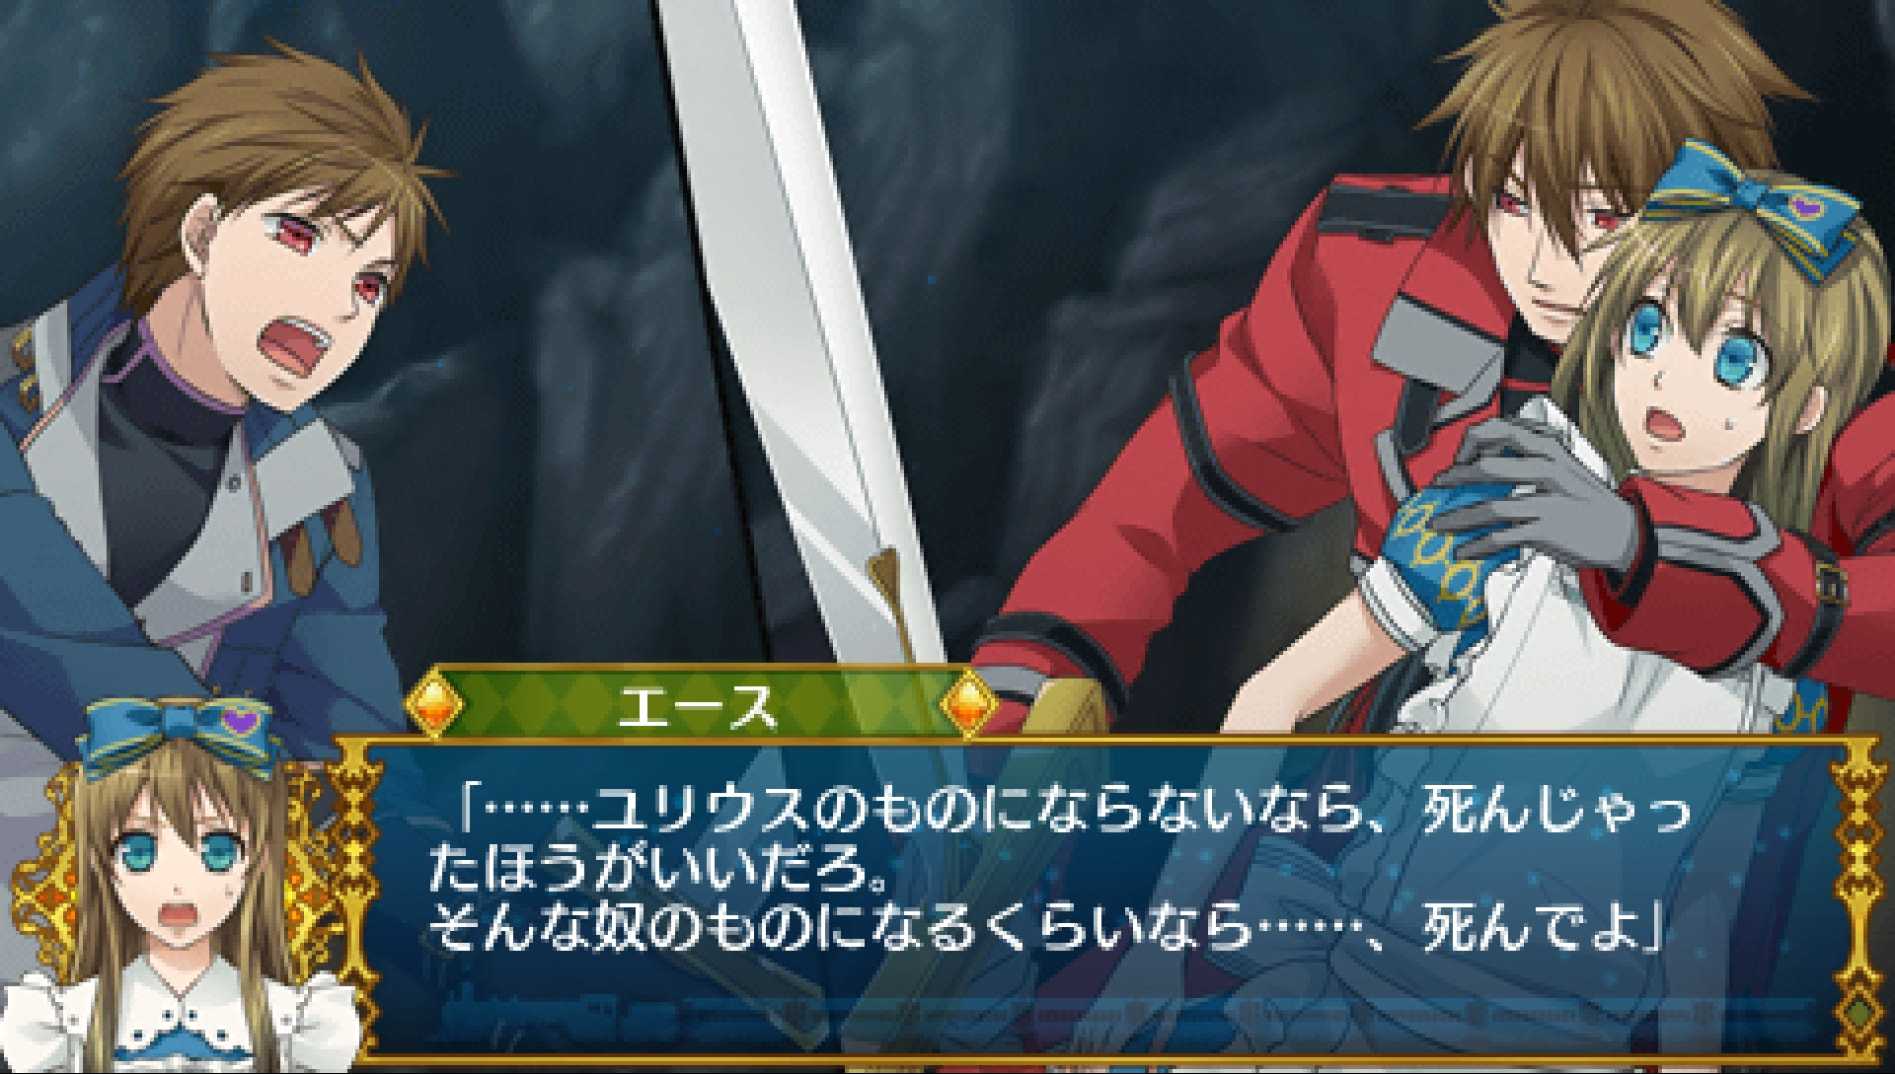 エース
「……ユリウスのものにならないなら、死んじゃっ
たほうがいいだろ。
そんな奴のものになるくらいなら……、死んでよ」